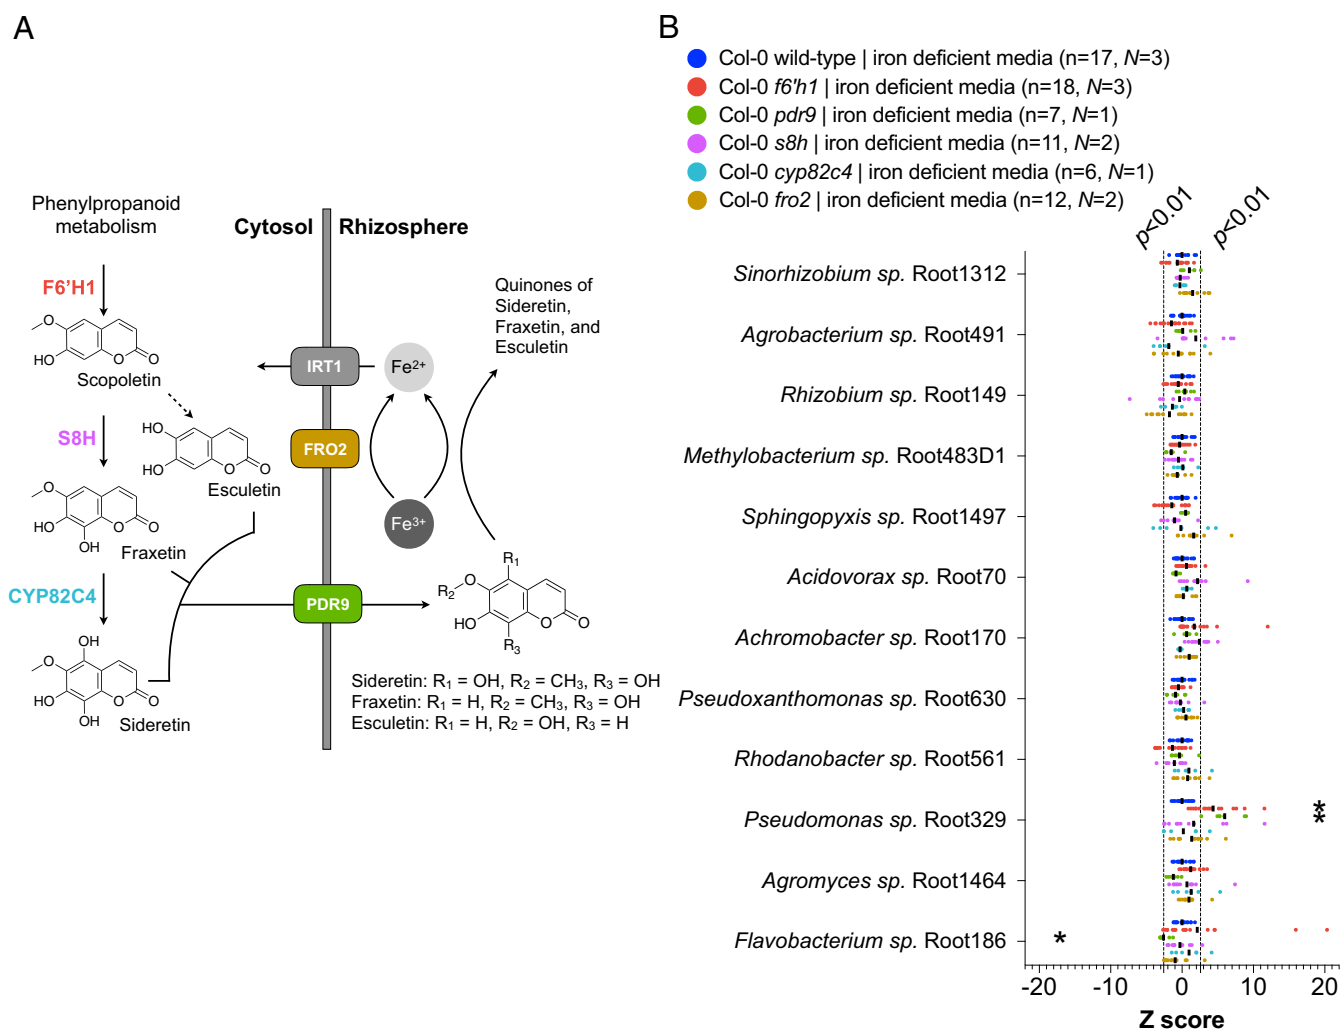 A
Phenylpropanoid
metabolism
Cytosol
Rhizosphere
F6'H1
O
HO
O
O
Scopoletin
S8H
HO
HO
O
O
Esculetin
O
HO
OH
O
O
Fraxetin
CYP82C4
OH
O
HO
OH
O
O
Sideretin
IRT1
FRO2
PDR9
Fe2+
Fe3+
Quinones of
Sideretin,
Fraxetin, and
Esculetin
R1
O
R2
HO
R3
O
O
Sideretin: R1 = OH, R2 = CH3, R3 = OH
Fraxetin: R1 = H, R2 = CH3, R3 = OH
Esculetin: R1 = H, R2 = OH, R3 = H
B
Col-0 wild-type | iron deficient media (n=17, N=3)
Col-0 f6'h1 | iron deficient media (n=18, N=3)
Col-0 pdr9 | iron deficient media (n=7, N=1)
Col-0 s8h | iron deficient media (n=11, N=2)
Col-0 cyp82c4 | iron deficient media (n=6, N=1)
Col-0 fro2 | iron deficient media (n=12, N=2)
p<0.01
p<0.01
Sinorhizobium sp. Root1312
Agrobacterium sp. Root491
Rhizobium sp. Root149
Methylobacterium sp. Root483D1
Sphingopyxis sp. Root1497
Acidovorax sp. Root70
Achromobacter sp. Root170
Pseudoxanthomonas sp. Root630
Rhodanobacter sp. Root561
Pseudomonas sp. Root329
*
*
Agromyces sp. Root1464
Flavobacterium sp. Root186
*
-20 -10 0 10 20
Z score